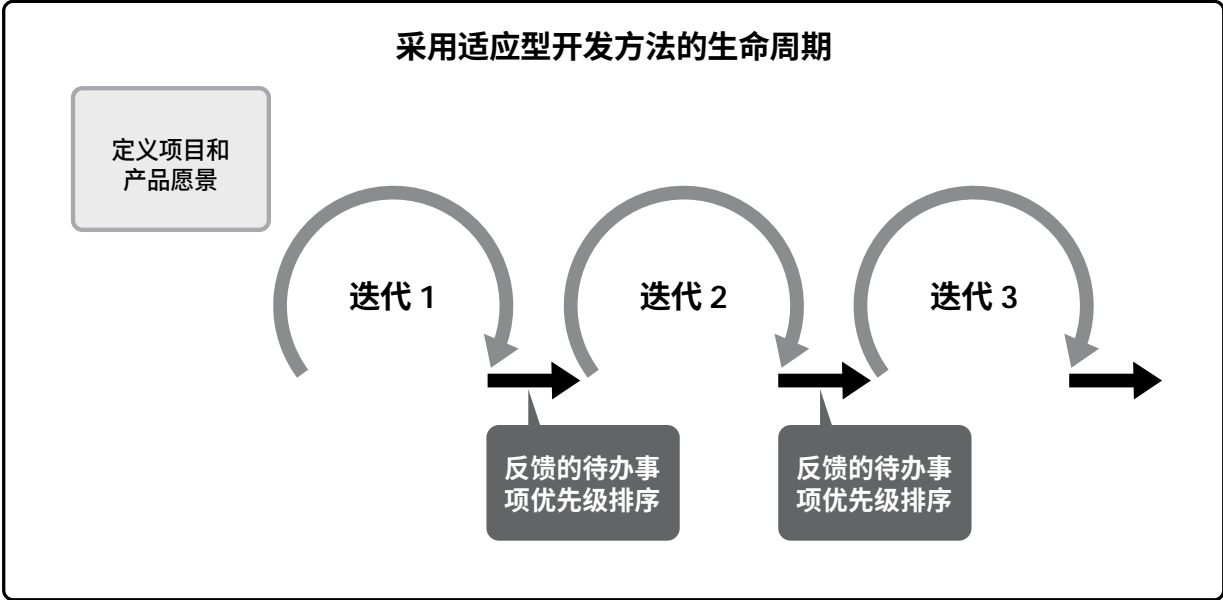 采用适应型开发方法的生命周期
定义项目和
产品愿景
迭代 1
迭代 2
迭代 3
反馈的待办事
项优先级排序
反馈的待办事
项优先级排序